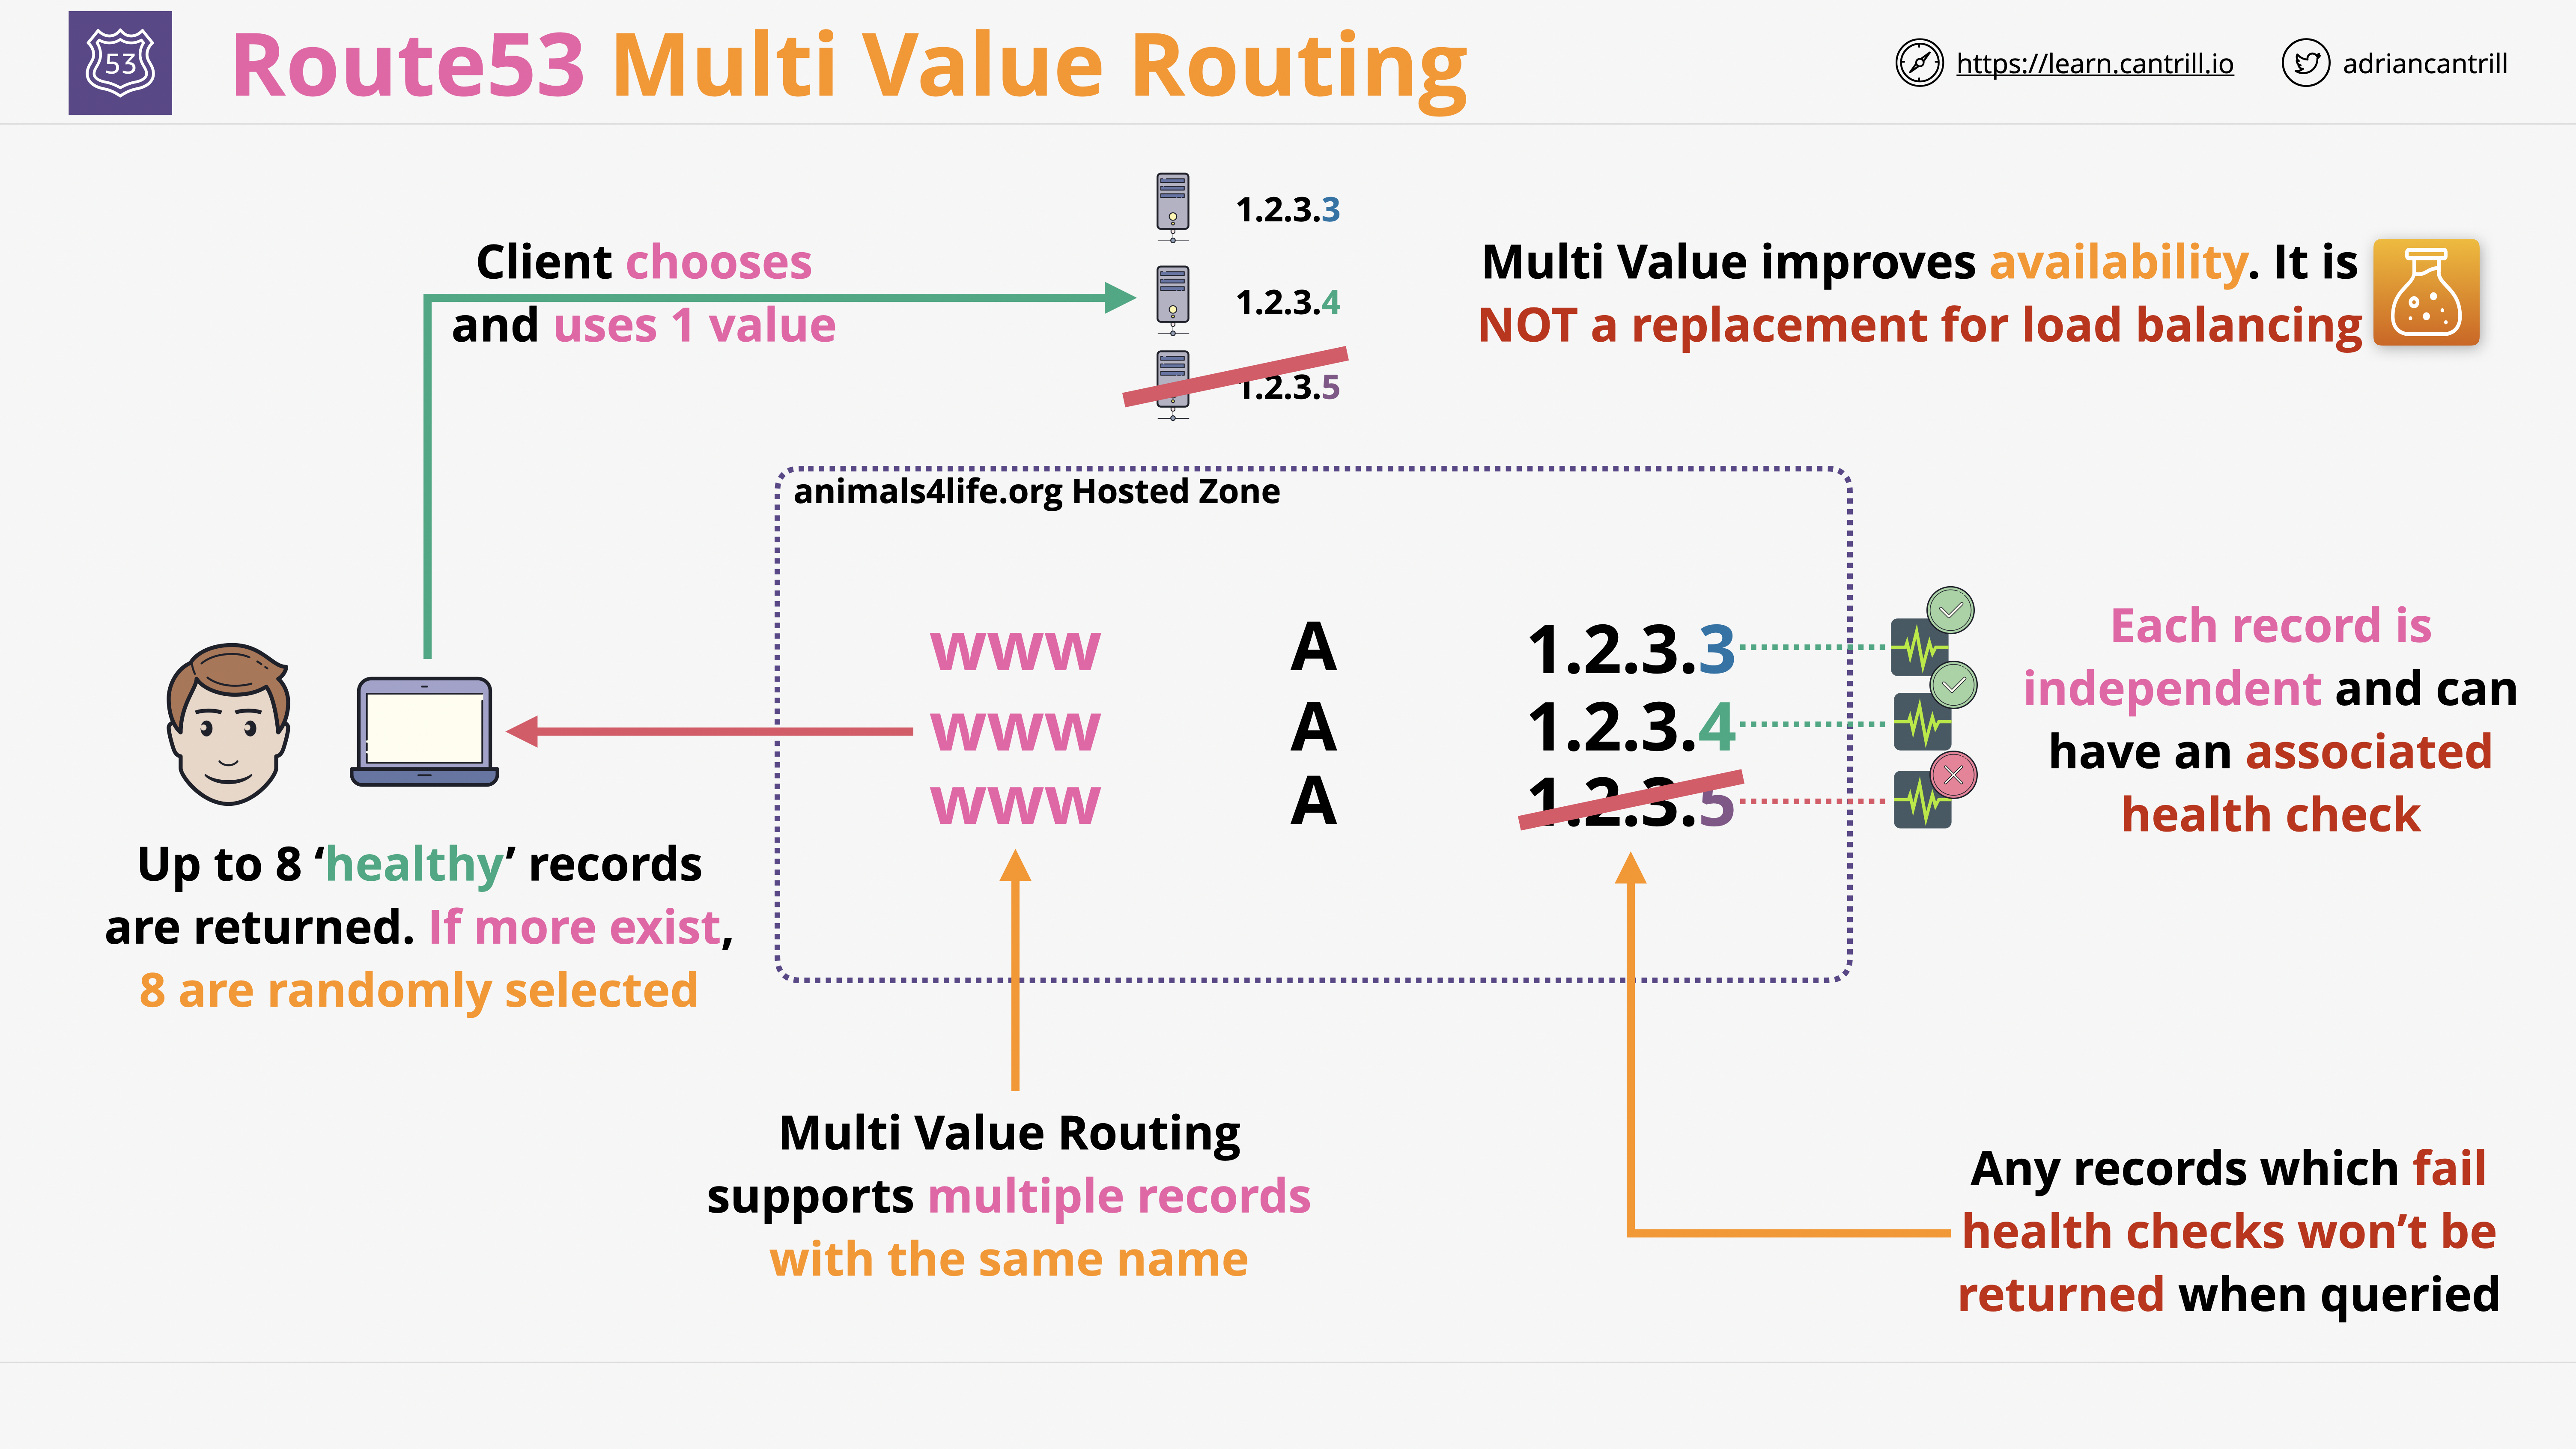 53
Route53 Multi Value Routing
https://learn.cantrill.io
adriancantrill
1.2.3.3
1.2.3.4
1.2.3.5
Client chooses
and uses 1 value
Multi Value improves availability. It is
NOT a replacement for load balancing
animals4life.org Hosted Zone
www A 1.2.3.3
www A 1.2.3.4
www A 1.2.3.5
Each record is
independent and can
have an associated
health check
Up to 8 ‘healthy’ records
are returned. If more exist,
8 are randomly selected
Multi Value Routing
supports multiple records
with the same name
Any records which fail
health checks won’t be
returned when queried